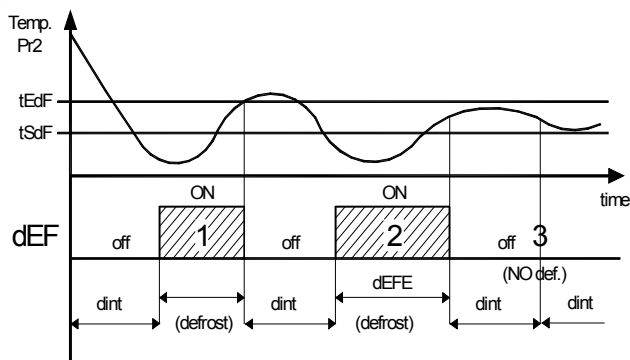 Temp.
Pr2
tEdF
tSdF
time
ON
ON
dEF
off
1
off
2
off
3
(NO def.)
dEFE
dint
dint
dint
dint
(defrost)
(defrost)